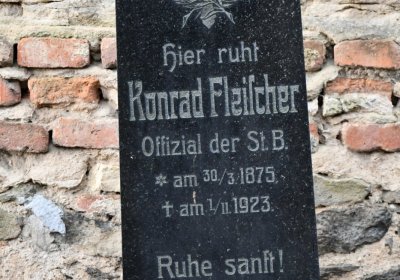 Hier ruht
Konrad Fleischer
Offizial der St. B.
* am 30/3. 1875.
† am 1/11 1923.
Ruhe sanft!